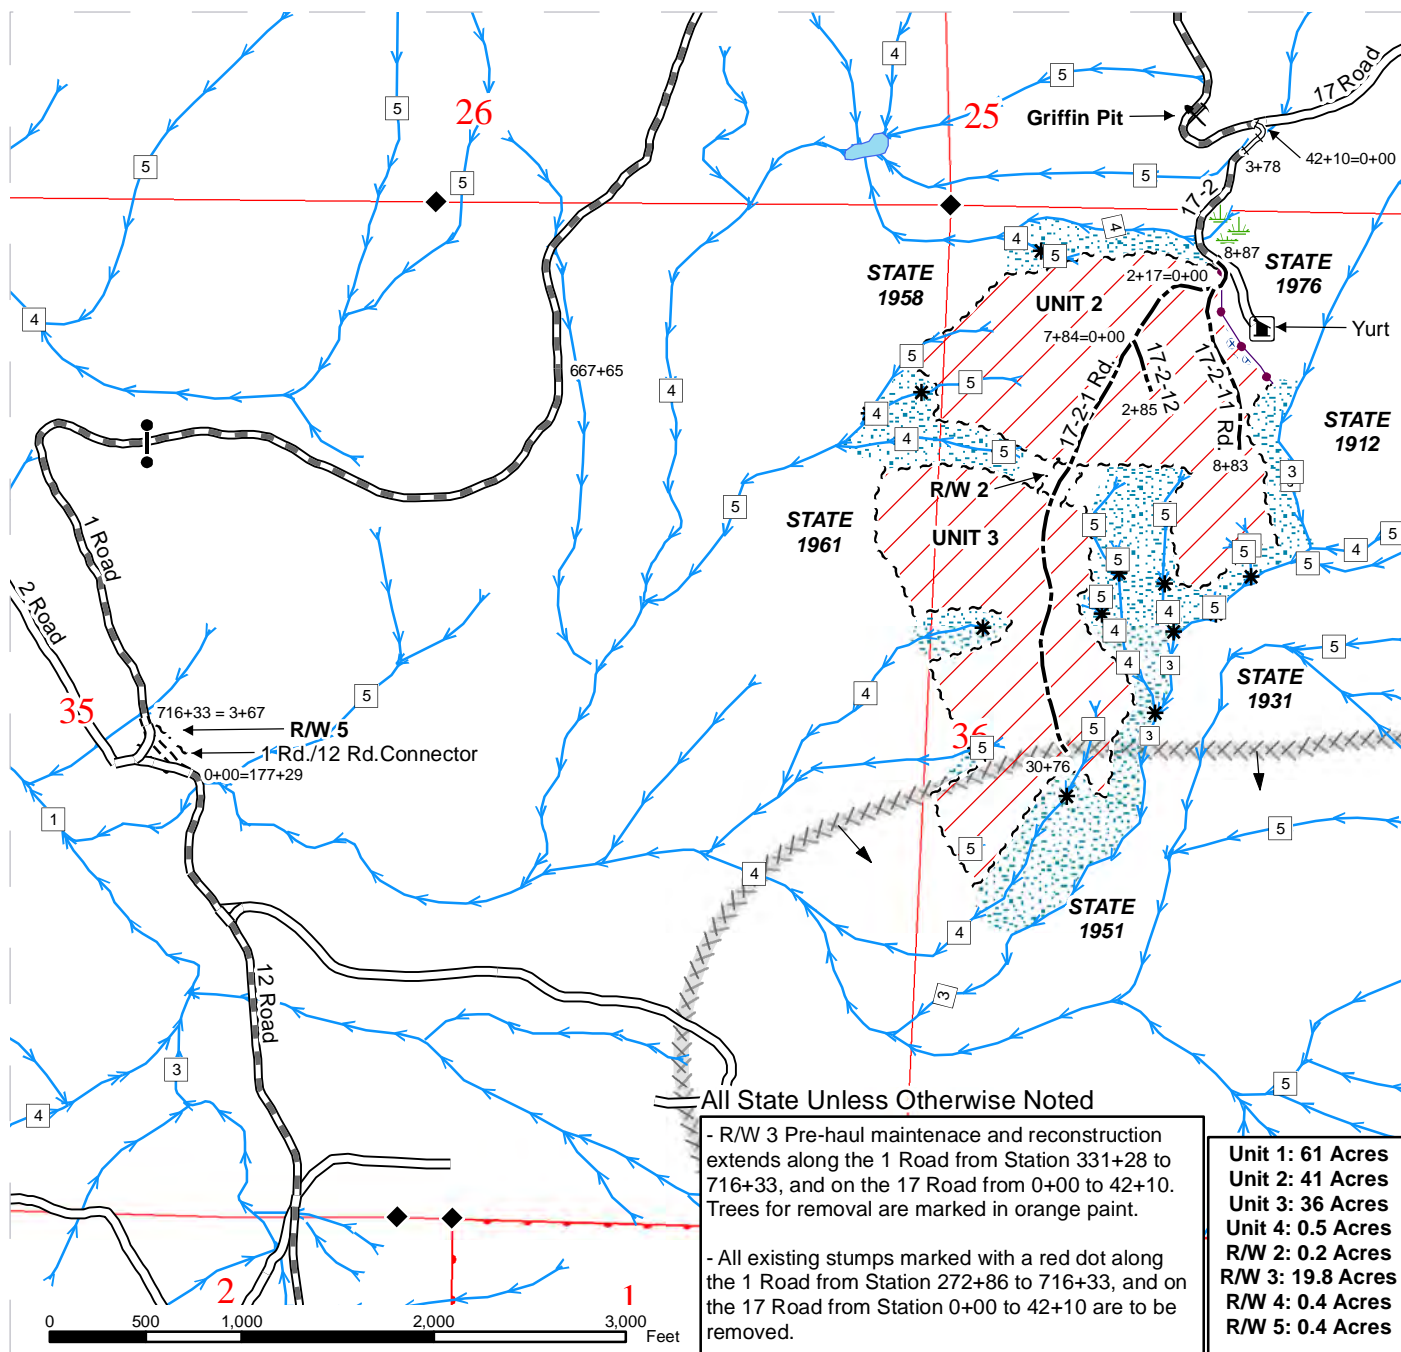 26
25
17 Road
Griffin Pit
42+10=0+00
3+78
17-2
8+87
STATE
1976
STATE
1958
2+17=0+00
UNIT 2
Yurt
7+84=0+00
17-2-1 Rd.
17-2-12
17-2-11 Rd.
2+85
8+83
STATE
1912
667+65
R/W 2
UNIT 3
STATE
1961
1 Road
2 Road
35
716+33 = 3+67
R/W 5
1 Rd./12 Rd.Connector
0+00=177+29
STATE
1931
36
30+76
STATE
1951
12 Road
5
5
5
4
4
5
5
4
5
4
4
5
5
4
5
4
5
5
4
5
3
5
5
5
5
5
4
5
5
5
4
5
4
4
3
5
5
4
5
5
3
1
5
5
4
4
3
3
4
5
2
1
All State Unless Otherwise Noted
- R/W 3 Pre-haul maintenace and reconstruction
extends along the 1 Road from Station 331+28 to
716+33, and on the 17 Road from 0+00 to 42+10.
Trees for removal are marked in orange paint.
- All existing stumps marked with a red dot along
the 1 Road from Station 272+86 to 716+33, and on
the 17 Road from Station 0+00 to 42+10 are to be
removed.
Unit 1: 61 Acres
Unit 2: 41 Acres
Unit 3: 36 Acres
Unit 4: 0.5 Acres
R/W 2: 0.2 Acres
R/W 3: 19.8 Acres
R/W 4: 0.4 Acres
R/W 5: 0.4 Acres
0 500 1,000 2,000 3,000
Feet